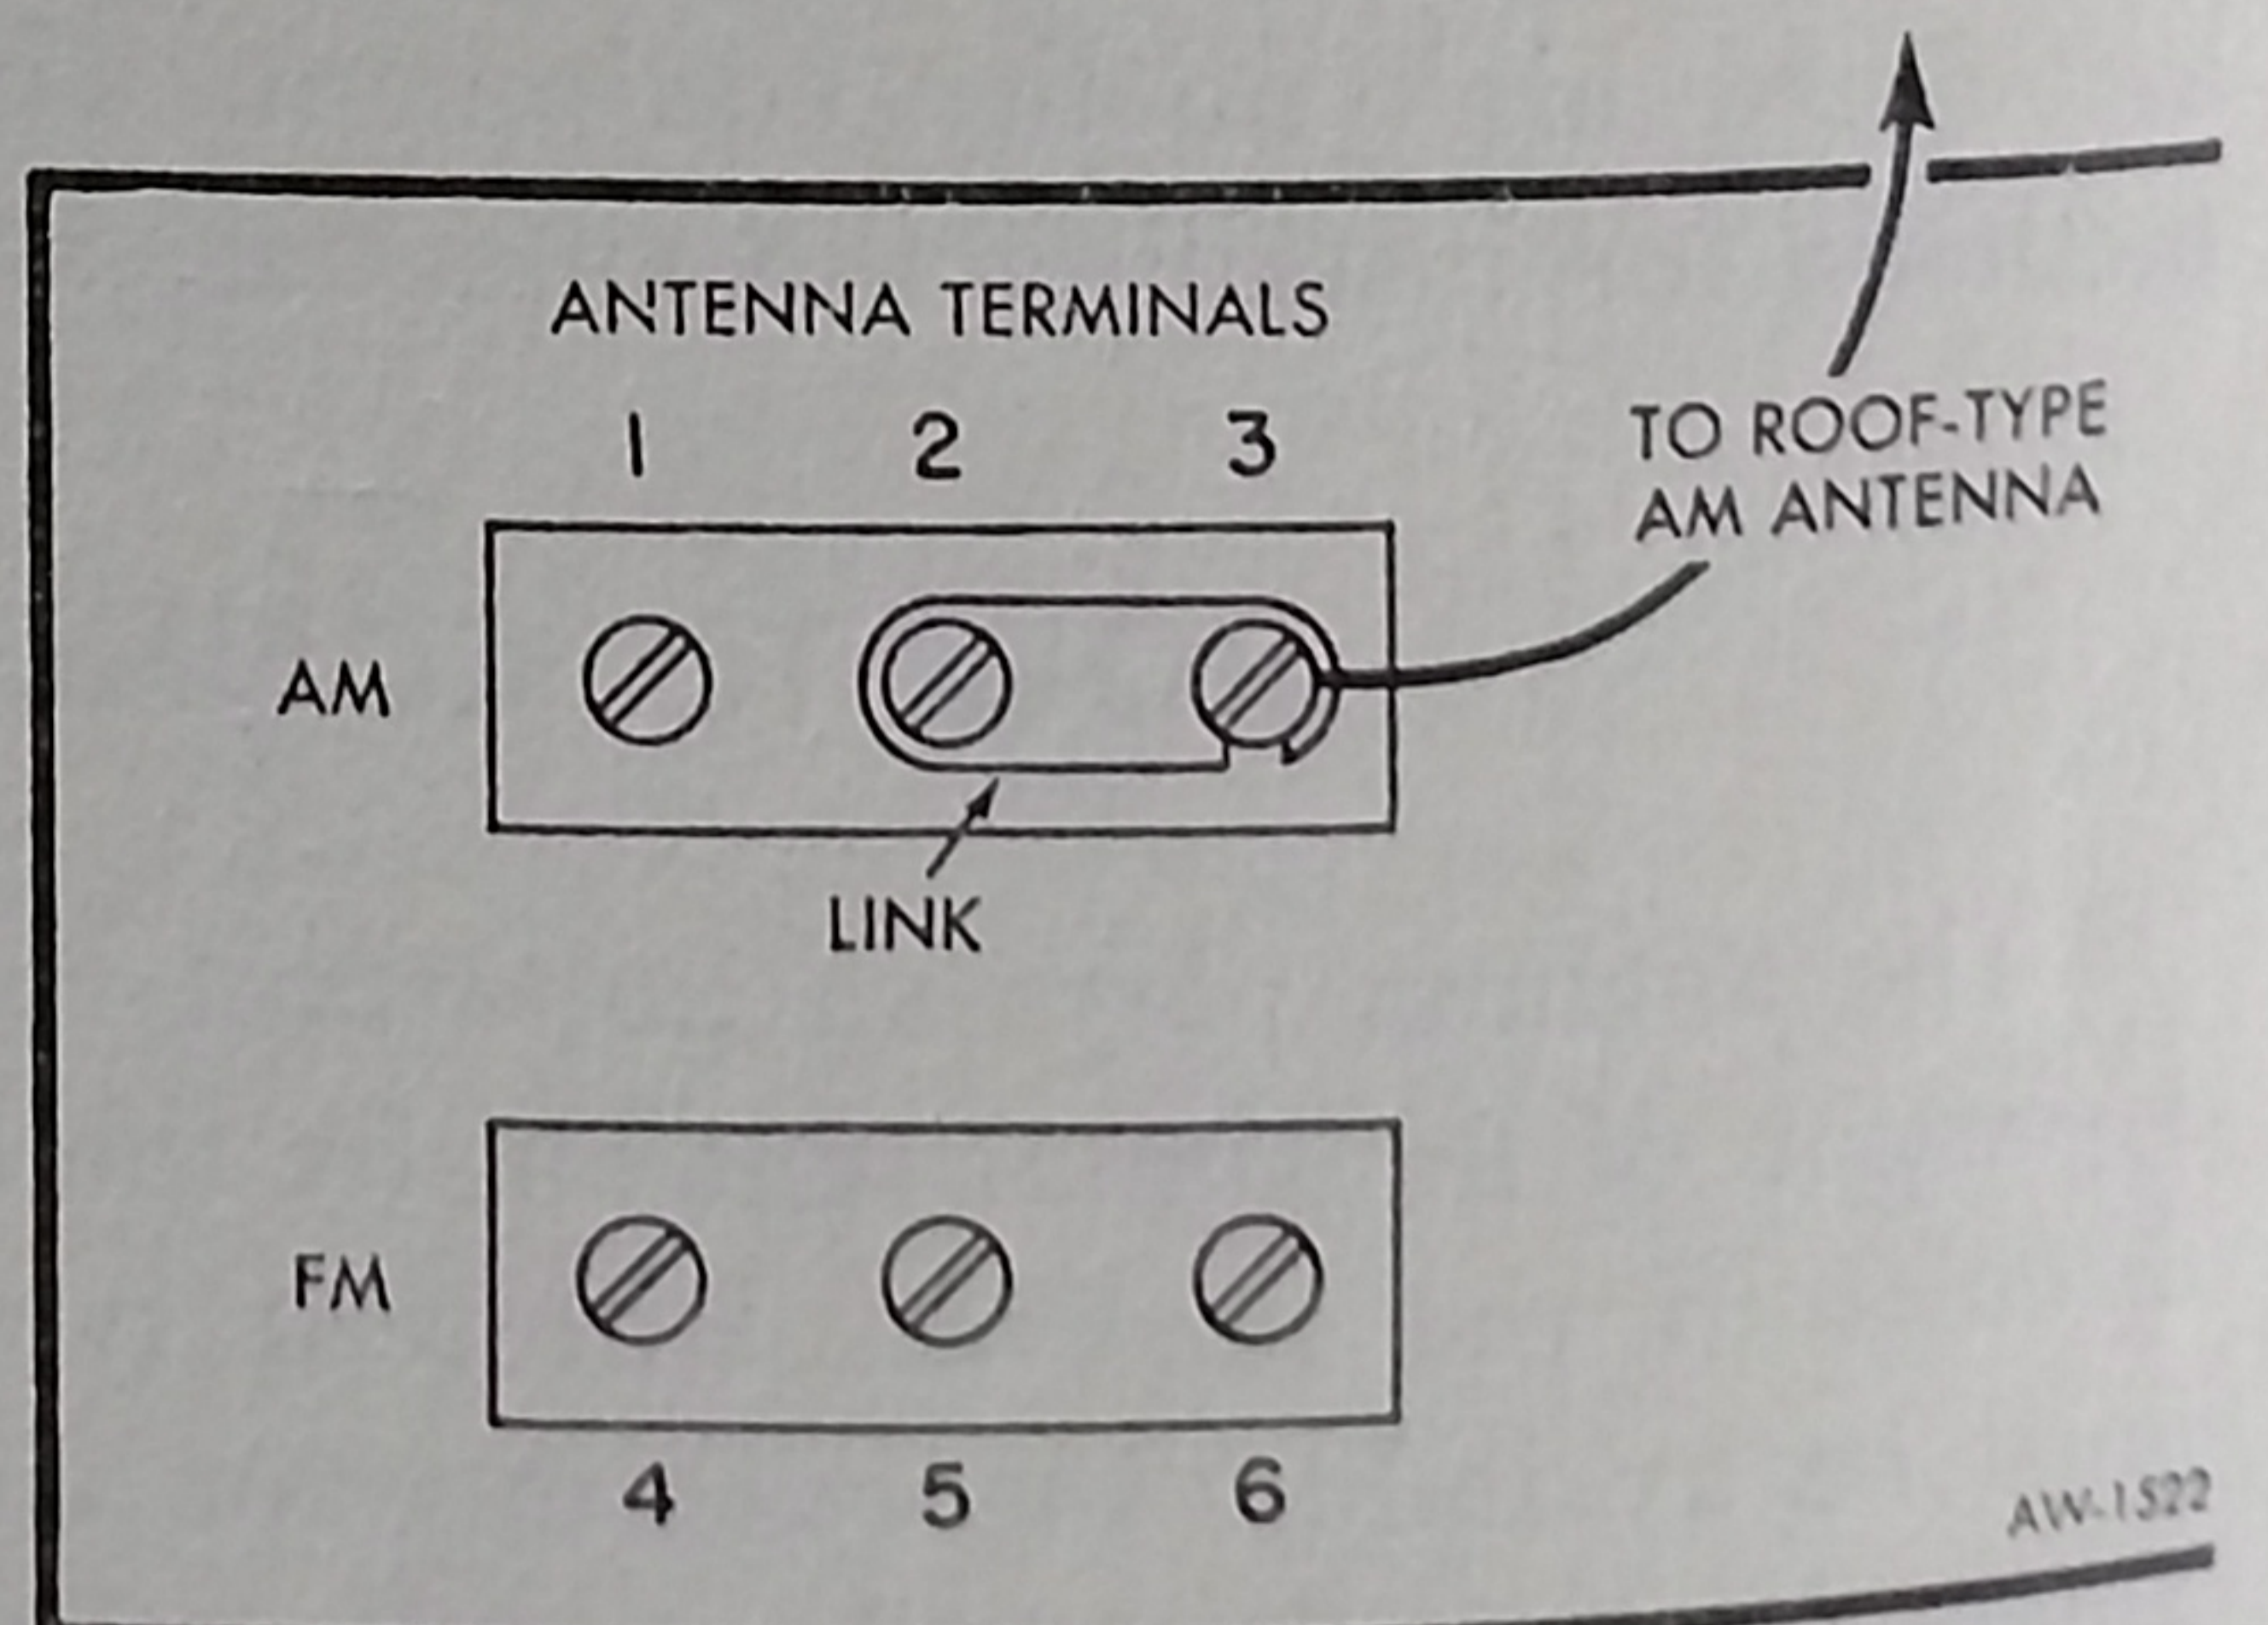 ANTENNA TERMINALS
1 2 3
TO ROOF-TYPE
AM ANTENNA
AM
LINK
FM
4 5 6
AW-1522